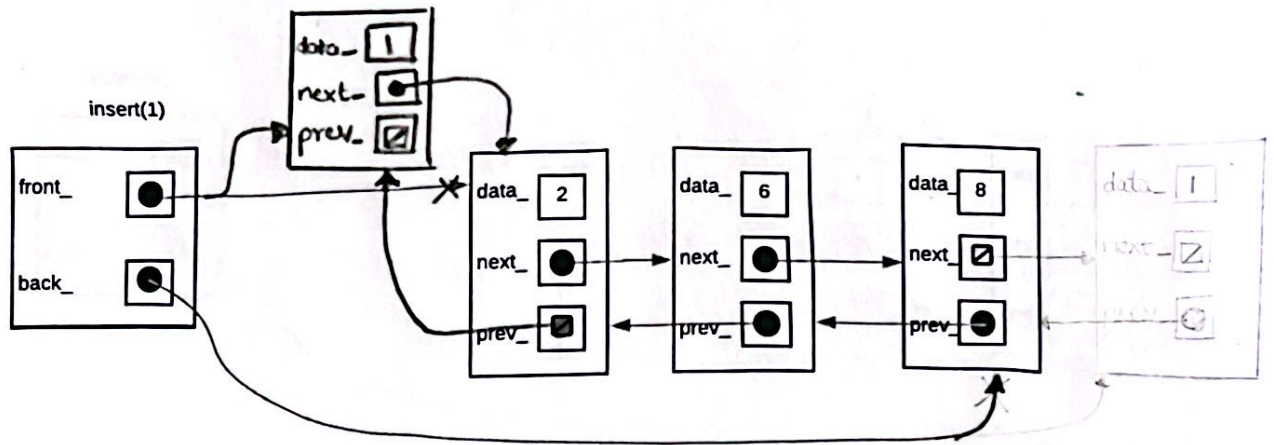 data_ 1
next_
prev_
insert(1)
front_
back_
data_ 2
next_
prev_
data_ 6
next_
prev_
data_ 8
next_
prev_
data_ 1
next_
prev_